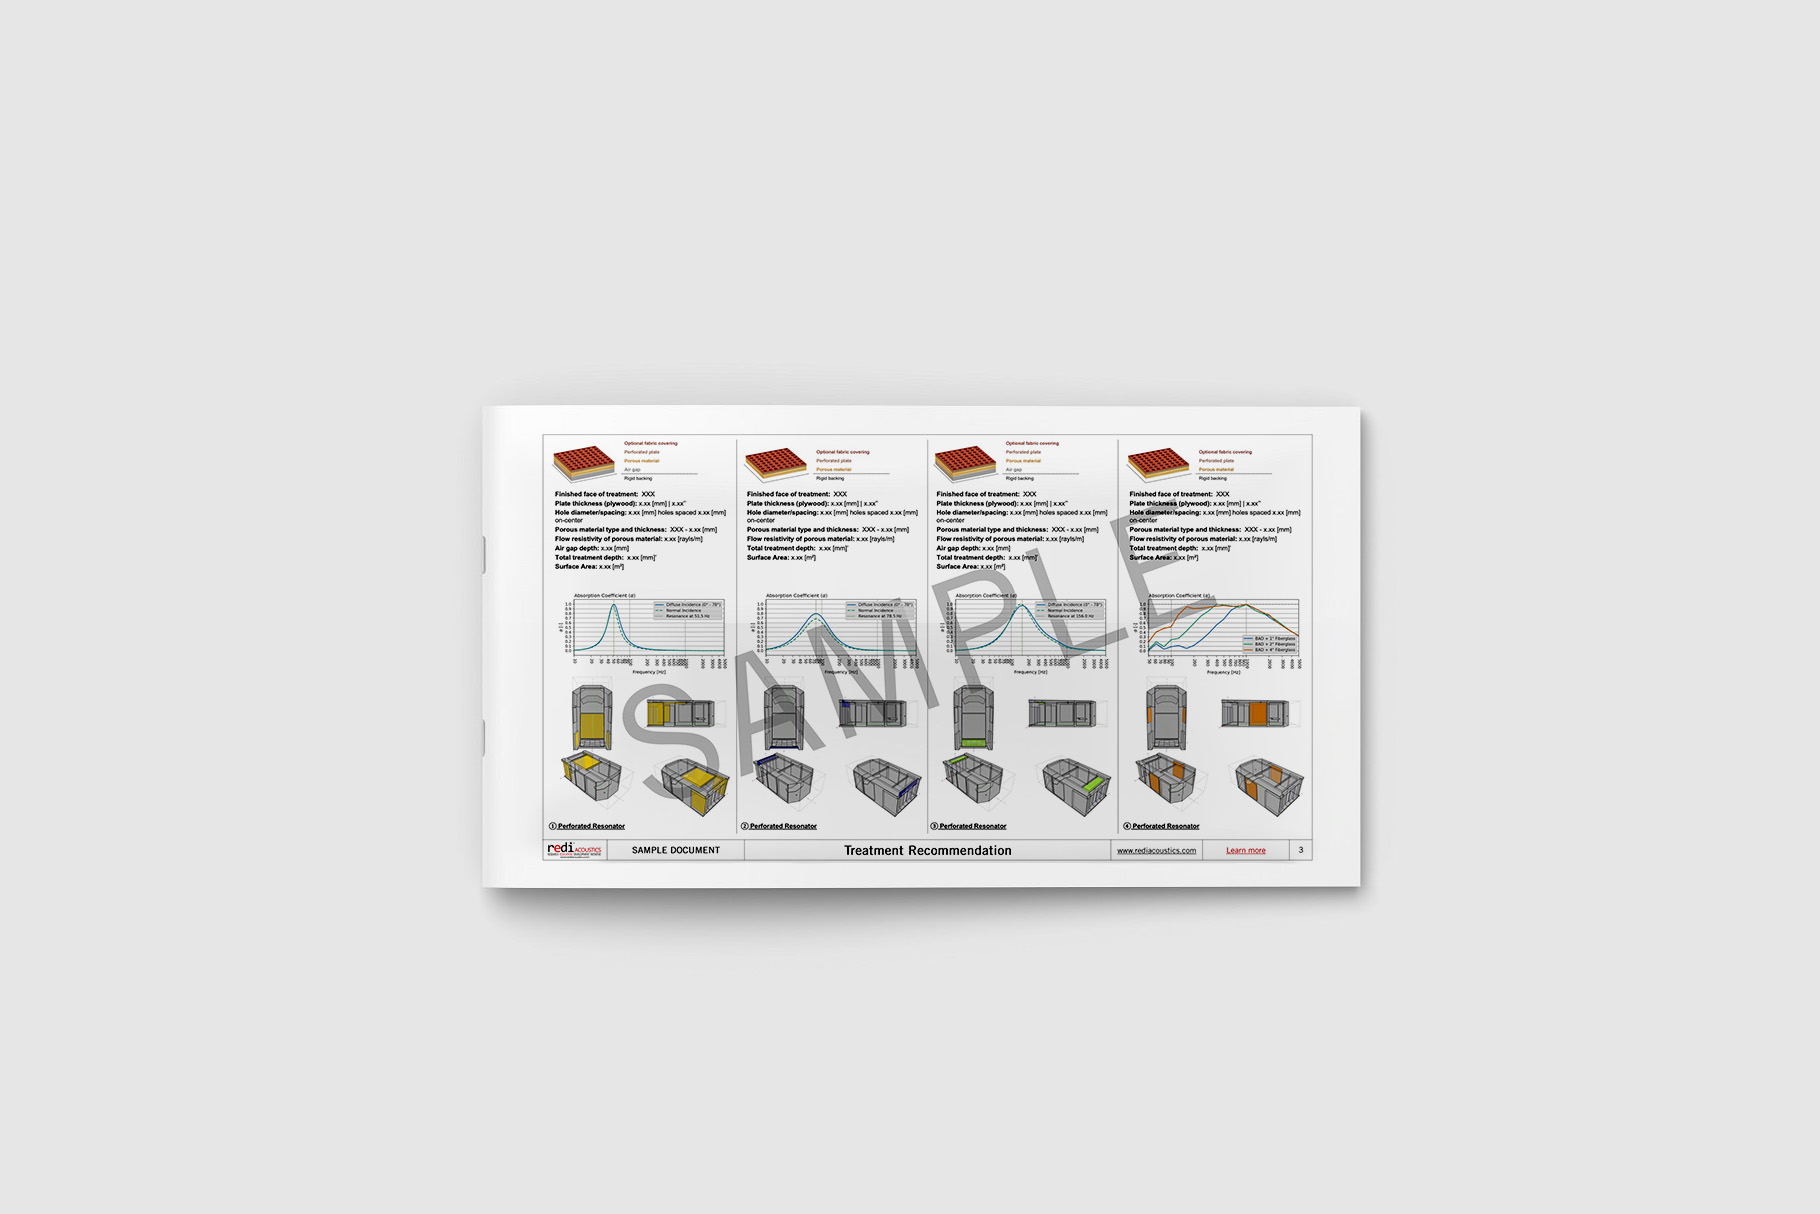 Optional fabric covering
Perforated plate
Porous material
Air gap
Rigid backing
Finished face of treatment: XXX
Plate thickness (plywood): x.xx [mm] | x.xx"
Hole diameter/spacing: x.xx [mm] holes spaced x.xx [mm]
on-center
Porous material type and thickness: XXX - x.xx [mm]
Flow resistivity of porous material: x.xx [rayls/m]
Air gap depth: x.xx [mm]
Total treatment depth: x.xx [mm]'
Surface Area: x.xx [m²]
Absorption Coefficient (α)
Diffuse Incidence (0° - 78°)
Normal Incidence
Resonance at 51.5 Hz
Frequency [Hz]
① Perforated Resonator
Optional fabric covering
Perforated plate
Porous material
Rigid backing
Finished face of treatment: XXX
Plate thickness (plywood): x.xx [mm] | x.xx"
Hole diameter/spacing: x.xx [mm] holes spaced x.xx [mm]
on-center
Porous material type and thickness: XXX - x.xx [mm]
Flow resistivity of porous material: x.xx [rayls/m]
Total treatment depth: x.xx [mm]'
Surface Area: x.xx [m²]
Absorption Coefficient (α)
Diffuse Incidence (0° - 78°)
Normal Incidence
Resonance at 78.5 Hz
Frequency [Hz]
② Perforated Resonator
Optional fabric covering
Perforated plate
Porous material
Air gap
Rigid backing
Finished face of treatment: XXX
Plate thickness (plywood): x.xx [mm] | x.xx"
Hole diameter/spacing: x.xx [mm] holes spaced x.xx [mm]
on-center
Porous material type and thickness: XXX - x.xx [mm]
Flow resistivity of porous material: x.xx [rayls/m]
Air gap depth: x.xx [mm]
Total treatment depth: x.xx [mm]'
Surface Area: x.xx [m²]
Absorption Coefficient (α)
Diffuse Incidence (0° - 78°)
Normal Incidence
Resonance at 156.0 Hz
Frequency [Hz]
③ Perforated Resonator
Optional fabric covering
Perforated plate
Porous material
Rigid backing
Finished face of treatment: XXX
Plate thickness (plywood): x.xx [mm] | x.xx"
Hole diameter/spacing: x.xx [mm] holes spaced x.xx [mm]
on-center
Porous material type and thickness: XXX - x.xx [mm]
Flow resistivity of porous material: x.xx [rayls/m]
Total treatment depth: x.xx [mm]'
Surface Area: x.xx [m²]
Absorption Coefficient (α)
BAD + 1" Fiberglass
BAD + 2" Fiberglass
BAD + 4" Fiberglass
Frequency [Hz]
④ Perforated Resonator
SAMPLE
redi ACOUSTICS
SAMPLE DOCUMENT
Treatment Recommendation
www.rediacoustics.com
Learn more
3